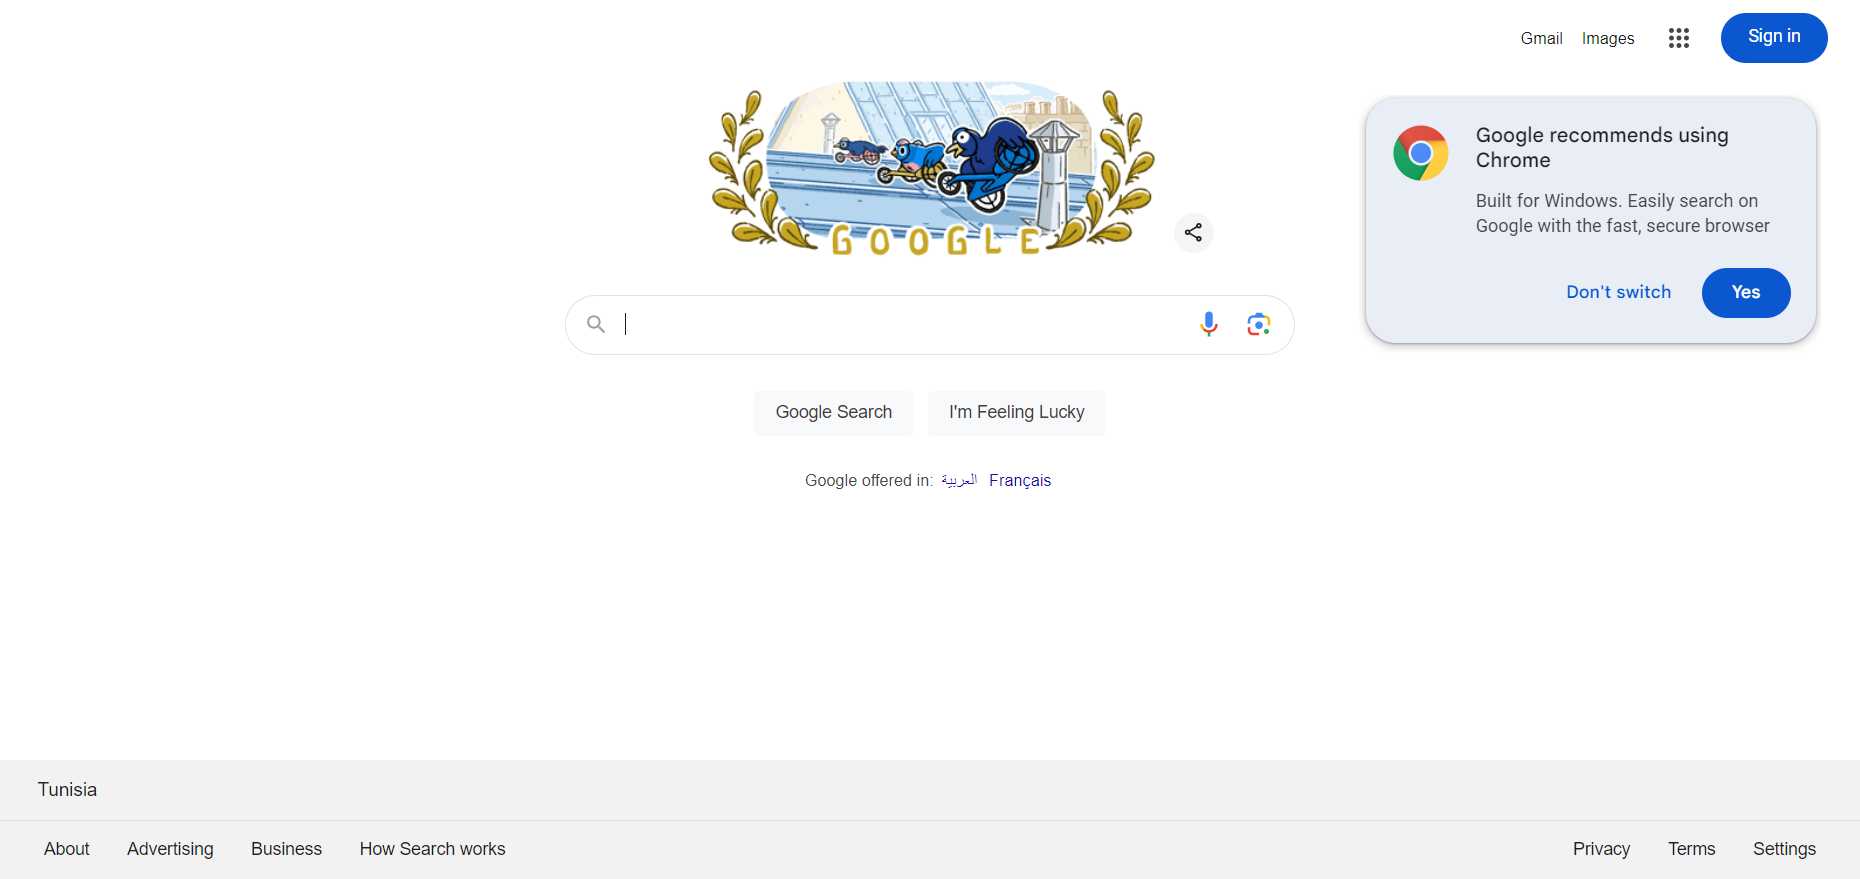 Gmail Images Sign in
GOOGLE
Google recommends using
Chrome
Built for Windows. Easily search on
Google with the fast, secure browser
Don't switch Yes
Google Search I'm Feeling Lucky
Google offered in: العربية Français
Tunisia
About Advertising Business How Search works Privacy Terms Settings